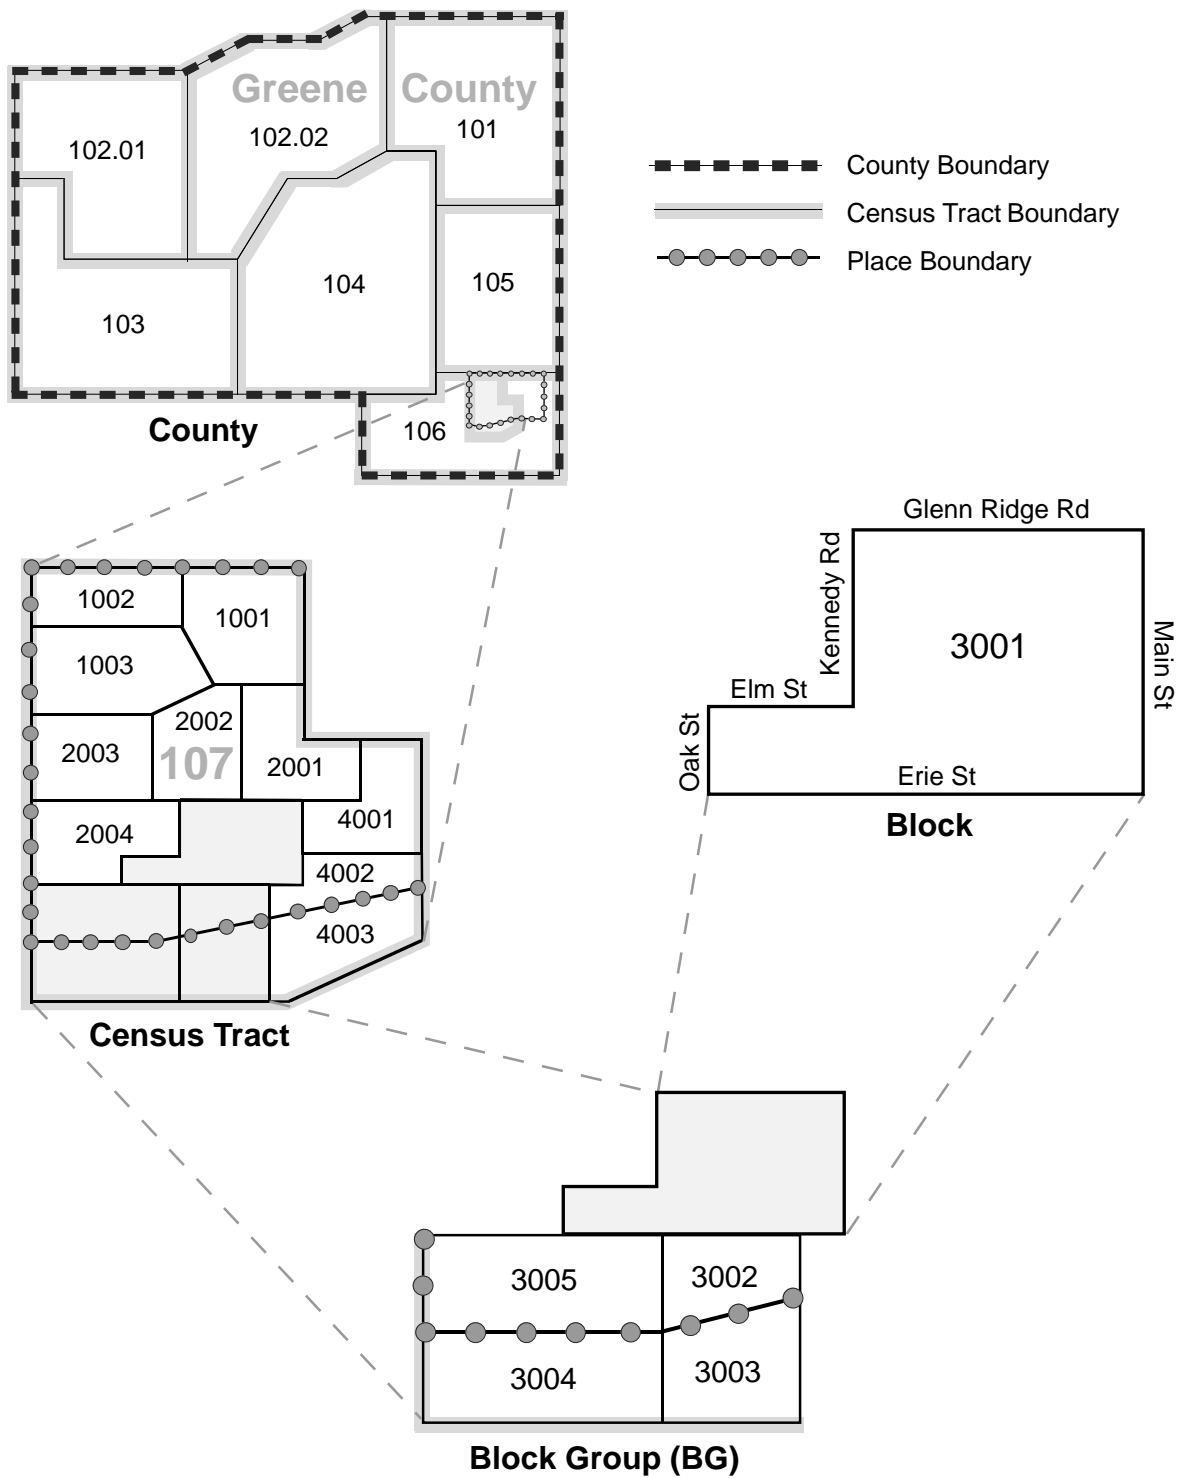 Greene County
102.01
102.02
101
103
104
105
106
County
County Boundary
Census Tract Boundary
Place Boundary
1002
1001
1003
2002
2003
107
2001
2004
4001
4002
4003
Census Tract
Glenn Ridge Rd
Kennedy Rd
3001
Main St
Elm St
Oak St
Erie St
Block
3005
3002
3004
3003
Block Group (BG)